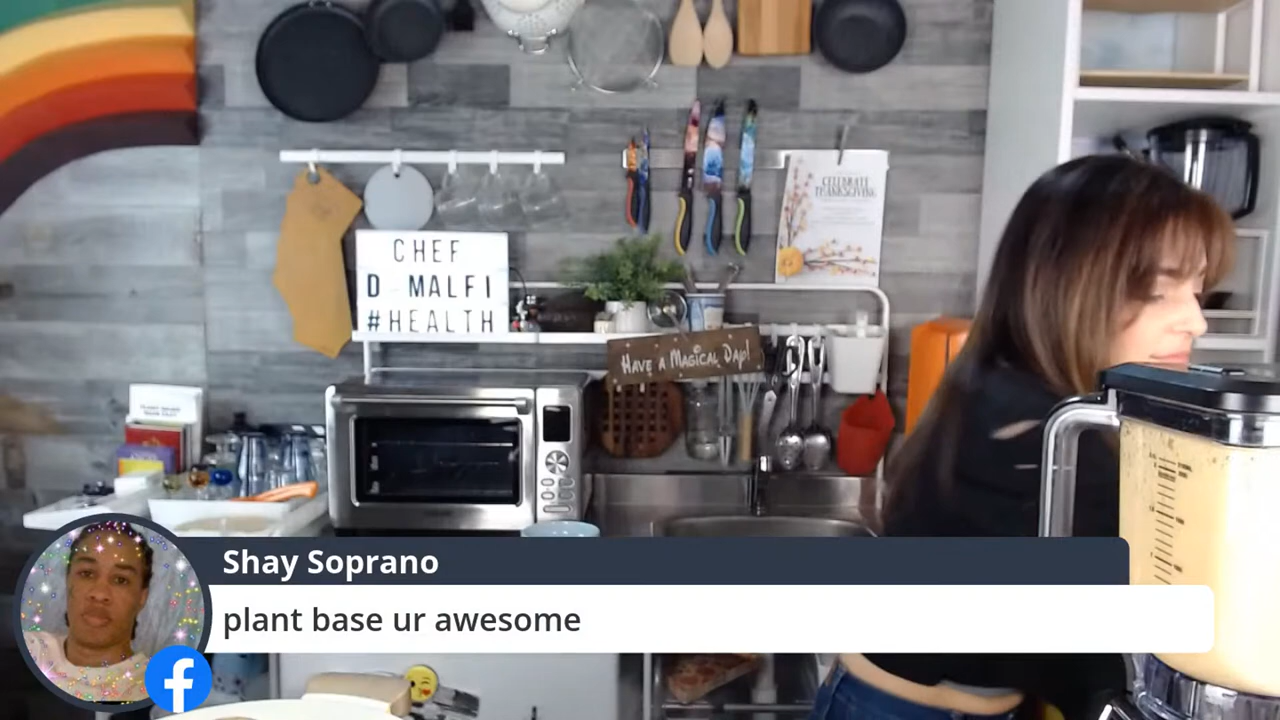 CHEF
D MALFI
#HEALTH
CELEBRATE
THANKSGIVING
HAVE A MAGICAL DAY!
Shay Soprano
plant base ur awesome